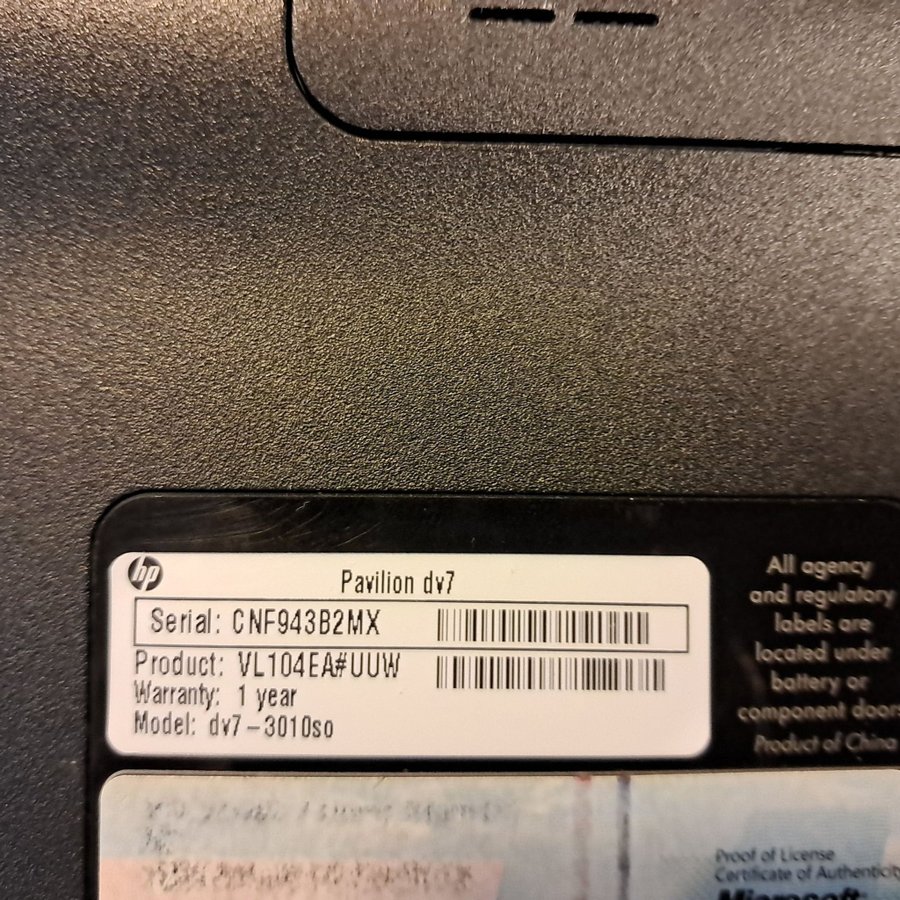 hp
Pavilion dv7
Serial: CNF943B2MX
Product: VL104EA#UUW
Warranty: 1 year
Model: dv7-3010so
All agency
and regulatory
labels are
located under
battery or
component doors
Product of China
Proof of License
Certificate of Authenticity
Microsoft